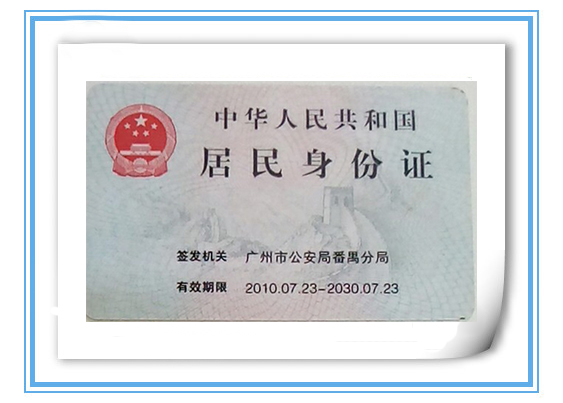 中华人民共和国
居民身份证
签发机关 广州市公安局番禺分局
有效期限 2010.07.23-2030.07.23